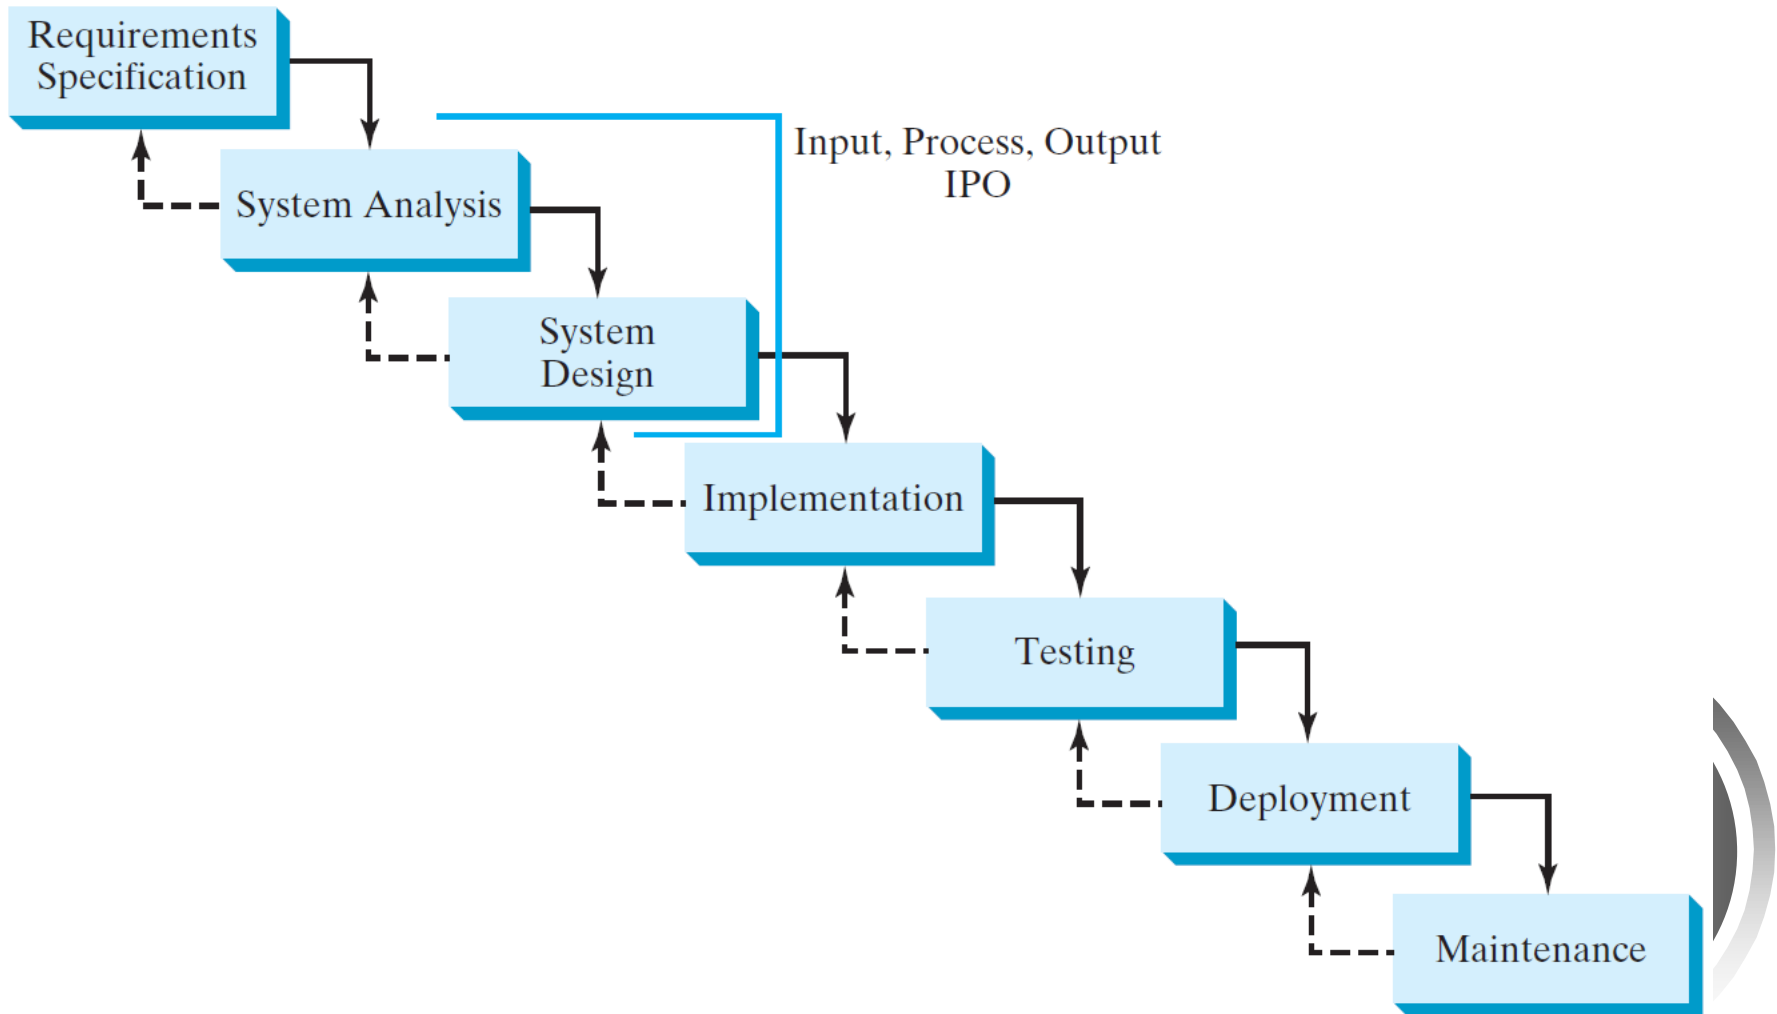 Requirements
Specification
Input, Process, Output
IPO
System Analysis
System
Design
Implementation
Testing
Deployment
Maintenance